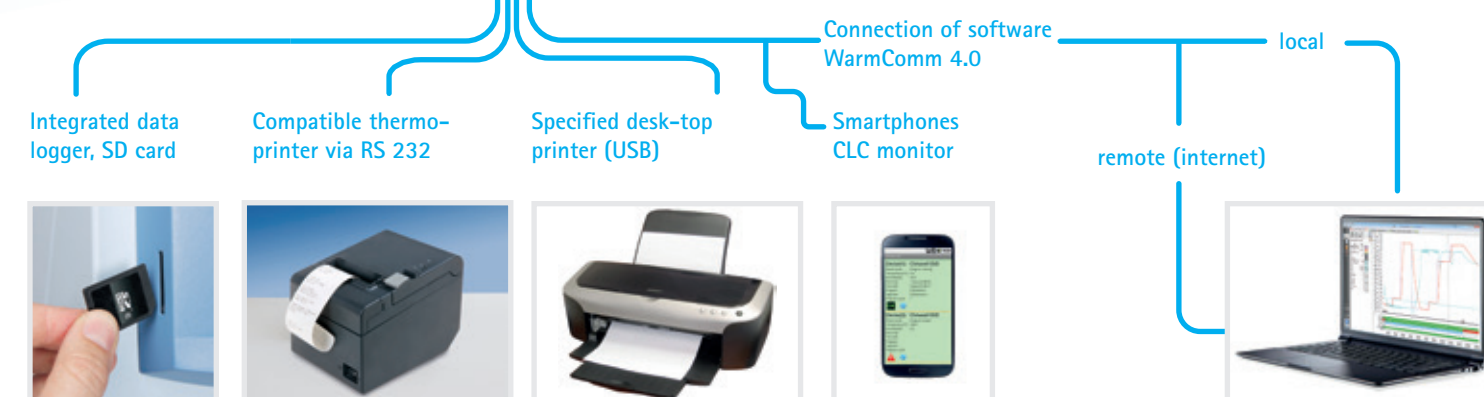 Connection of software
WarmComm 4.0
local
Integrated data
logger, SD card
Compatible thermo-
printer via RS 232
Specified desk-top
printer (USB)
Smartphones
CLC monitor
remote (internet)